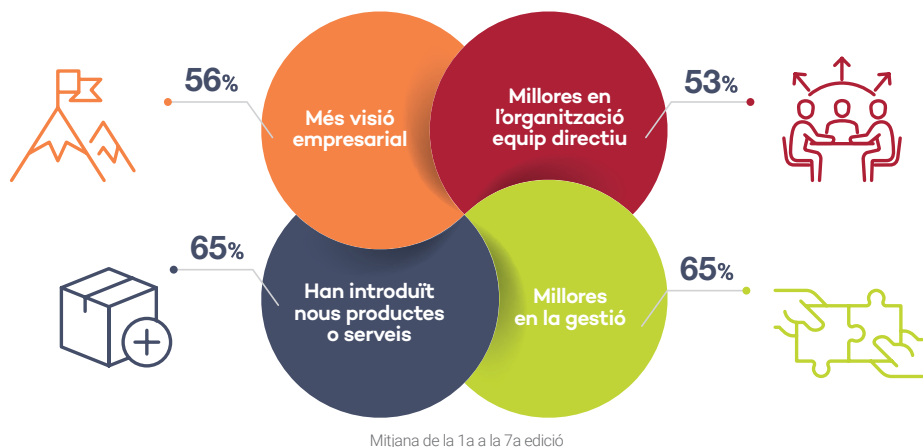 56%
Més visió
empresarial
Millores en
l'organització
equip directiu
53%
65%
Han introduït
nous productes
o serveis
Millores
en la gestió
65%
Mitjana de la 1a a la 7a edició